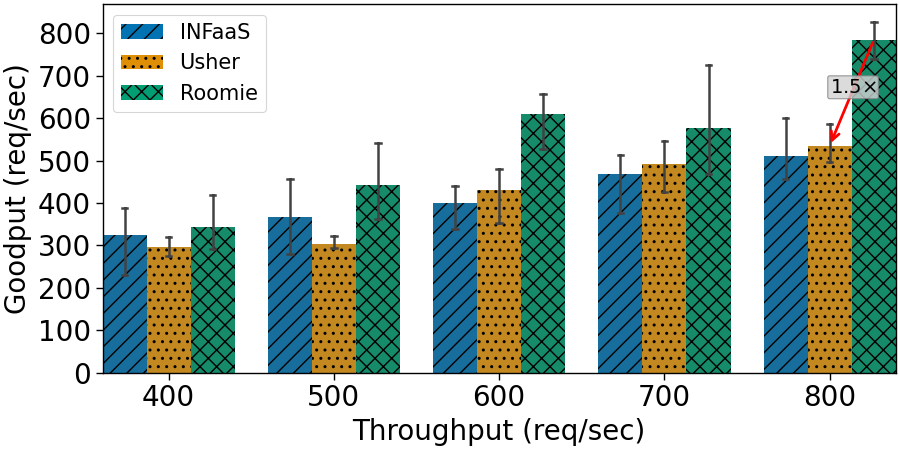 Goodput (req/sec)
800
700
600
500
400
300
200
100
0
INFaaS
Usher
Roomie
1.5×
400 500 600 700 800
Throughput (req/sec)